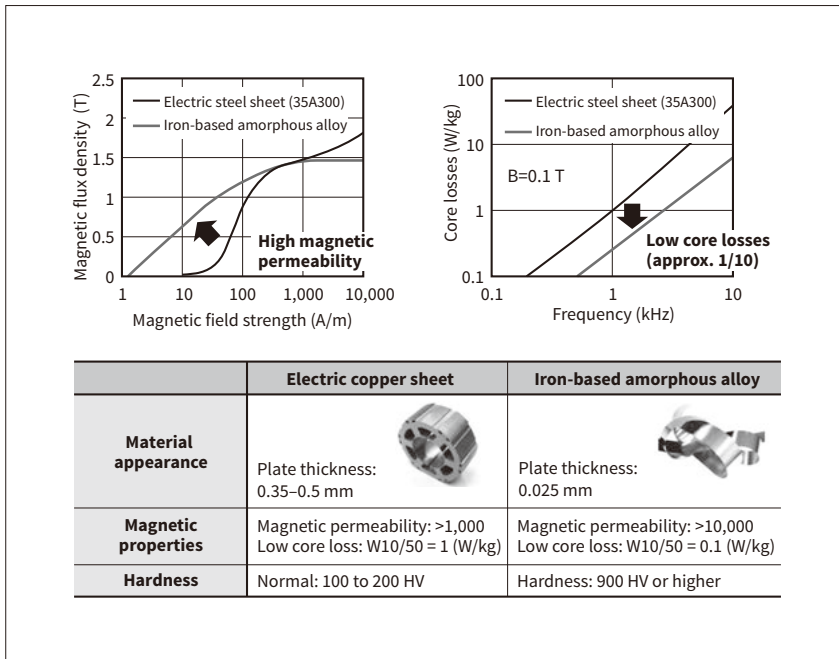 2.5
2
1.5
1
0.5
0
Magnetic flux density (T)
Electric steel sheet (35A300)
Iron-based amorphous alloy
High magnetic
permeability
1
10
100
1,000
10,000
Magnetic field strength (A/m)
100
10
1
0.1
Core losses (W/kg)
Electric steel sheet (35A300)
Iron-based amorphous alloy
B=0.1 T
Low core losses
(approx. 1/10)
0.1
1
10
Frequency (kHz)
Electric copper sheet
Iron-based amorphous alloy
Material
appearance
Plate thickness:
0.35–0.5 mm
Plate thickness:
0.025 mm
Magnetic
properties
Magnetic permeability: >1,000
Low core loss: W10/50 = 1 (W/kg)
Magnetic permeability: >10,000
Low core loss: W10/50 = 0.1 (W/kg)
Hardness
Normal: 100 to 200 HV
Hardness: 900 HV or higher